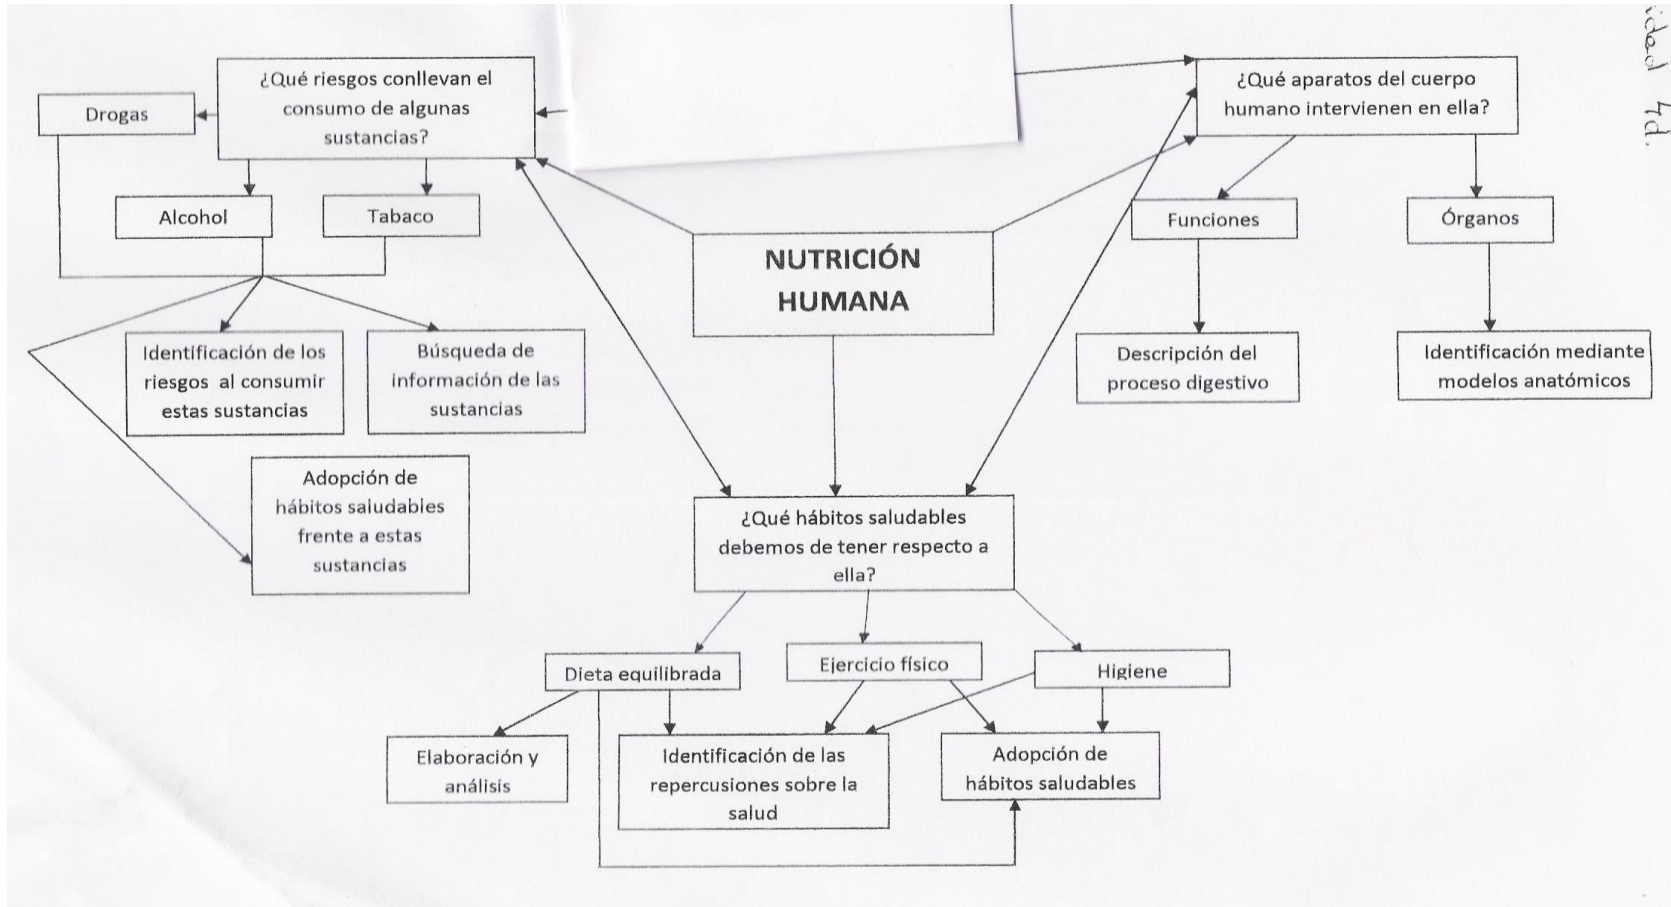 ¿Qué riesgos conllevan el
consumo de algunas
sustancias?
Drogas
Alcohol
Tabaco
Identificación de los
riesgos al consumir
estas sustancias
Búsqueda de
información de las
sustancias
Adopción de
hábitos saludables
frente a estas
sustancias
NUTRICIÓN
HUMANA
¿Qué aparatos del cuerpo
humano intervienen en ella?
Funciones
Órganos
Descripción del
proceso digestivo
Identificación mediante
modelos anatómicos
¿Qué hábitos saludables
debemos de tener respecto a
ella?
Dieta equilibrada
Ejercicio físico
Higiene
Elaboración y
análisis
Identificación de las
repercusiones sobre la
salud
Adopción de
hábitos saludables
4d.